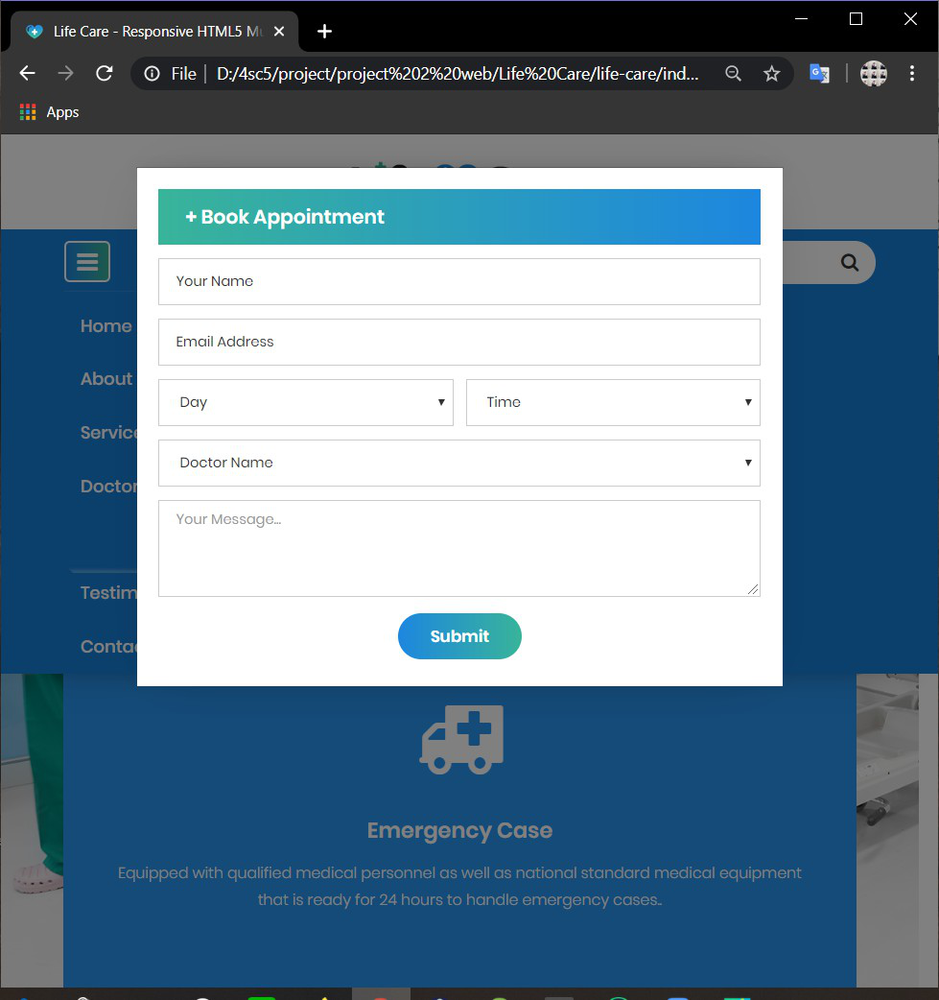 Life Care - Responsive HTML5 Mu
File
D:/4sc5/project/project%202%20web/Life%20Care/life-care/ind...
Apps
+ Book Appointment
Your Name
Email Address
Day
Time
Doctor Name
Your Message...
Submit
Home
About
Service
Doctor
Testim
Conta
Emergency Case
Equipped with qualified medical personnel as well as national standard medical equipment
that is ready for 24 hours to handle emergency cases..